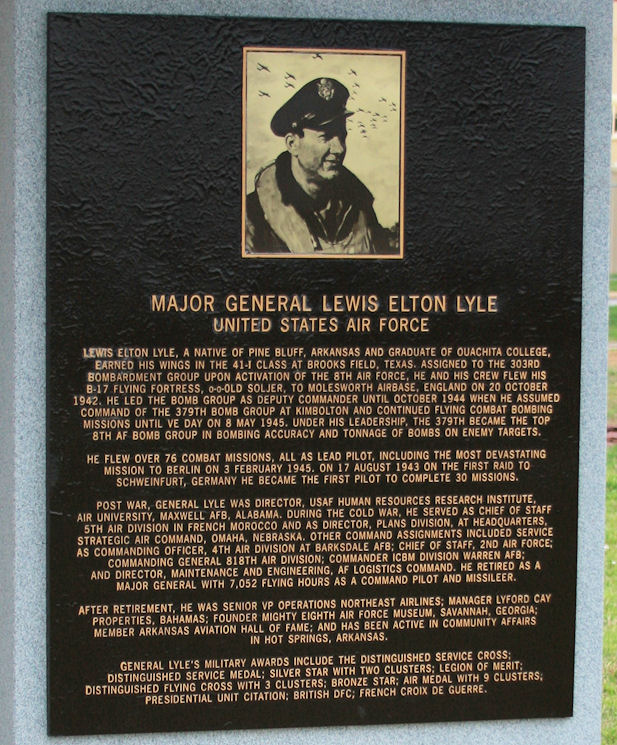 MAJOR GENERAL LEWIS ELTON LYLE
UNITED STATES AIR FORCE
LEWIS ELTON LYLE, A NATIVE OF PINE BLUFF, ARKANSAS AND GRADUATE OF OUACHITA COLLEGE,
EARNED HIS WINGS IN THE 41-I CLASS AT BROOKS FIELD, TEXAS. ASSIGNED TO THE 303RD
BOMBARDMENT GROUP UPON ACTIVATION OF THE 8TH AIR FORCE, HE AND HIS CREW FLEW HIS
B-17 FLYING FORTRESS, O-O-OLD SOLJER, TO MOLESWORTH AIRBASE, ENGLAND ON 20 OCTOBER
1942. HE LED THE BOMB GROUP AS DEPUTY COMMANDER UNTIL OCTOBER 1944 WHEN HE ASSUMED
COMMAND OF THE 379TH BOMB GROUP AT KIMBOLTON AND CONTINUED FLYING COMBAT BOMBING
MISSIONS UNTIL VE DAY ON 8 MAY 1945. UNDER HIS LEADERSHIP, THE 379TH BECAME THE TOP
8TH AF BOMB GROUP IN BOMBING ACCURACY AND TONNAGE OF BOMBS ON ENEMY TARGETS.
HE FLEW OVER 76 COMBAT MISSIONS, ALL AS LEAD PILOT, INCLUDING THE MOST DEVASTATING
MISSION TO BERLIN ON 3 FEBRUARY 1945. ON 17 AUGUST 1943 ON THE FIRST RAID TO
SCHWEINFURT, GERMANY HE BECAME THE FIRST PILOT TO COMPLETE 30 MISSIONS.
POST WAR, GENERAL LYLE WAS DIRECTOR, USAF HUMAN RESOURCES RESEARCH INSTITUTE,
AIR UNIVERSITY, MAXWELL AFB, ALABAMA. DURING THE COLD WAR, HE SERVED AS CHIEF OF STAFF
5TH AIR DIVISION IN FRENCH MOROCCO AND AS DIRECTOR, PLANS DIVISION, AT HEADQUARTERS,
STRATEGIC AIR COMMAND, OMAHA, NEBRASKA. OTHER COMMAND ASSIGNMENTS INCLUDED SERVICE
AS COMMANDING OFFICER, 4TH AIR DIVISION AT BARKSDALE AFB; CHIEF OF STAFF, 2ND AIR FORCE;
COMMANDING GENERAL 818TH AIR DIVISION; COMMANDER ICBM DIVISION WARREN AFB;
AND DIRECTOR, MAINTENANCE AND ENGINEERING, AF LOGISTICS COMMAND. HE RETIRED AS A
MAJOR GENERAL WITH 7,052 FLYING HOURS AS A COMMAND PILOT AND MISSILEER.
AFTER RETIREMENT, HE WAS SENIOR VP OPERATIONS NORTHEAST AIRLINES; MANAGER LYFORD CAY
PROPERTIES, BAHAMAS; FOUNDER MIGHTY EIGHTH AIR FORCE MUSEUM, SAVANNAH, GEORGIA;
MEMBER ARKANSAS AVIATION HALL OF FAME; AND HAS BEEN ACTIVE IN COMMUNITY AFFAIRS
IN HOT SPRINGS, ARKANSAS.
GENERAL LYLE'S MILITARY AWARDS INCLUDE THE DISTINGUISHED SERVICE CROSS;
DISTINGUISHED SERVICE MEDAL; SILVER STAR WITH TWO CLUSTERS; LEGION OF MERIT;
DISTINGUISHED FLYING CROSS WITH 3 CLUSTERS; BRONZE STAR; AIR MEDAL WITH 9 CLUSTERS;
PRESIDENTIAL UNIT CITATION; BRITISH DFC; FRENCH CROIX DE GUERRE.